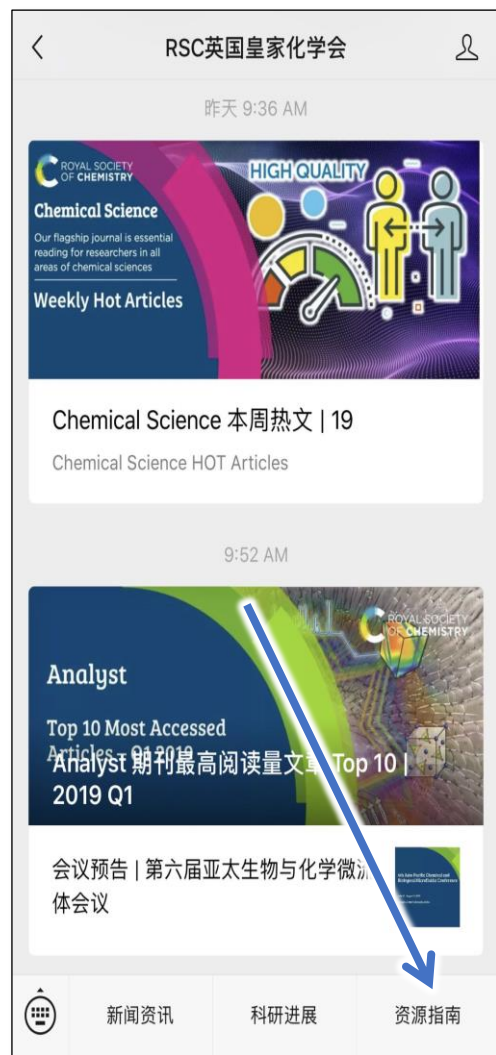 RSC英国皇家化学会
昨天 9:36 AM
ROYAL SOCIETY
OF CHEMISTRY
HIGH QUALITY
Chemical Science
Our flagship journal is essential
reading for researchers in all
areas of chemical sciences
Weekly Hot Articles
Chemical Science 本周热文 | 19
Chemical Science HOT Articles
9:52 AM
ROYAL SOCIETY
OF CHEMISTRY
Analyst
Top 10 Most Accessed
Articles – Q1 2019
Analyst 期刊最高阅读量文章 Top 10 |
2019 Q1
会议预告 | 第六届亚太生物与化学微流
体会议
新闻资讯
科研进展
资源指南